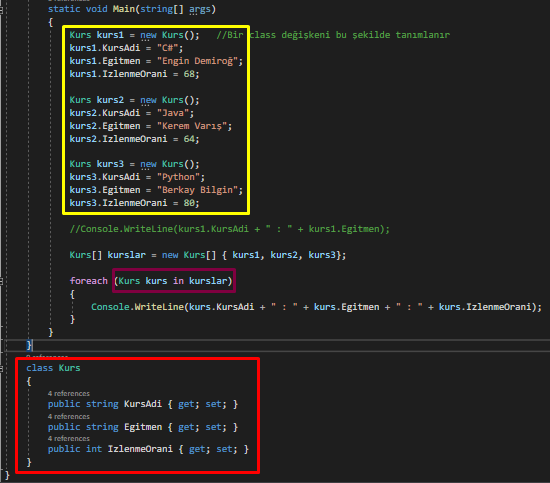 static void Main(string[] args)
{
Kurs kurs1 = new Kurs();   //Bir class değişkeni bu şekilde tanımlanır
kurs1.KursAdi = "C#";
kurs1.Egitmen = "Engin Demiroğ";
kurs1.IzlenmeOrani = 68;
Kurs kurs2 = new Kurs();
kurs2.KursAdi = "Java";
kurs2.Egitmen = "Kerem Varış";
kurs2.IzlenmeOrani = 64;
Kurs kurs3 = new Kurs();
kurs3.KursAdi = "Python";
kurs3.Egitmen = "Berkay Bilgin";
kurs3.IzlenmeOrani = 80;
//Console.WriteLine(kurs1.KursAdi + " : " + kurs1.Egitmen);
Kurs[] kurslar = new Kurs[] { kurs1, kurs2, kurs3};
foreach (Kurs kurs in kurslar)
{
Console.WriteLine(kurs.KursAdi + " : " + kurs.Egitmen + " : " + kurs.IzlenmeOrani);
}
}
}
references
class Kurs
{
4 references
public string KursAdi { get; set; }
4 references
public string Egitmen { get; set; }
4 references
public int IzlenmeOrani { get; set; }
}
}